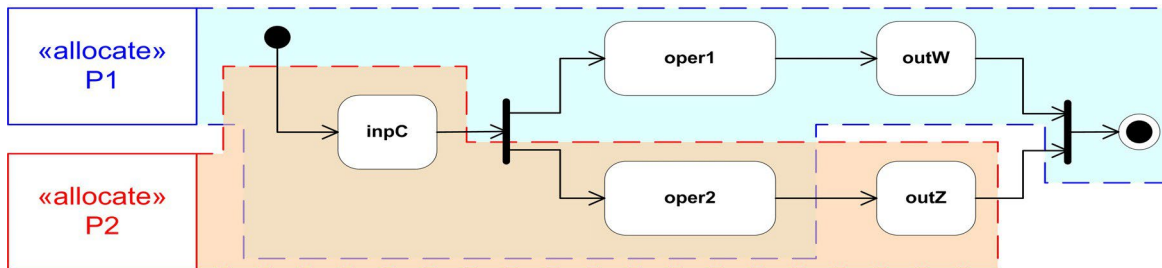 «allocate»
P1
oper1
outW
inpC
«allocate»
P2
oper2
outZ